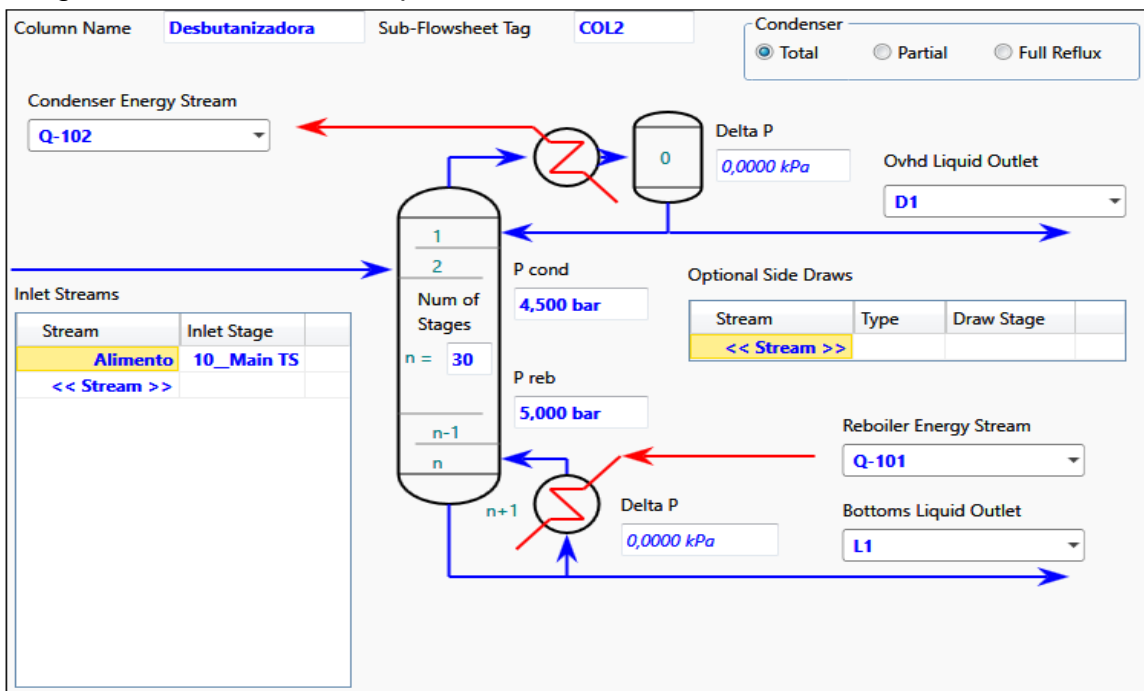 Column Name Desbutanizadora Sub-Flowsheet Tag COL2
Condenser
Total Partial Full Reflux
Condenser Energy Stream
Q-102
0
Delta P
0,0000 kPa
Ovhd Liquid Outlet
D1
1
2
Num of
Stages
n = 30
n-1
n
n+1
P cond
4,500 bar
P reb
5,000 bar
Inlet Streams
Stream Inlet Stage
Alimento 10__Main TS
<< Stream >>
Optional Side Draws
Stream Type Draw Stage
<< Stream >>
Delta P
0,0000 kPa
Reboiler Energy Stream
Q-101
Bottoms Liquid Outlet
L1